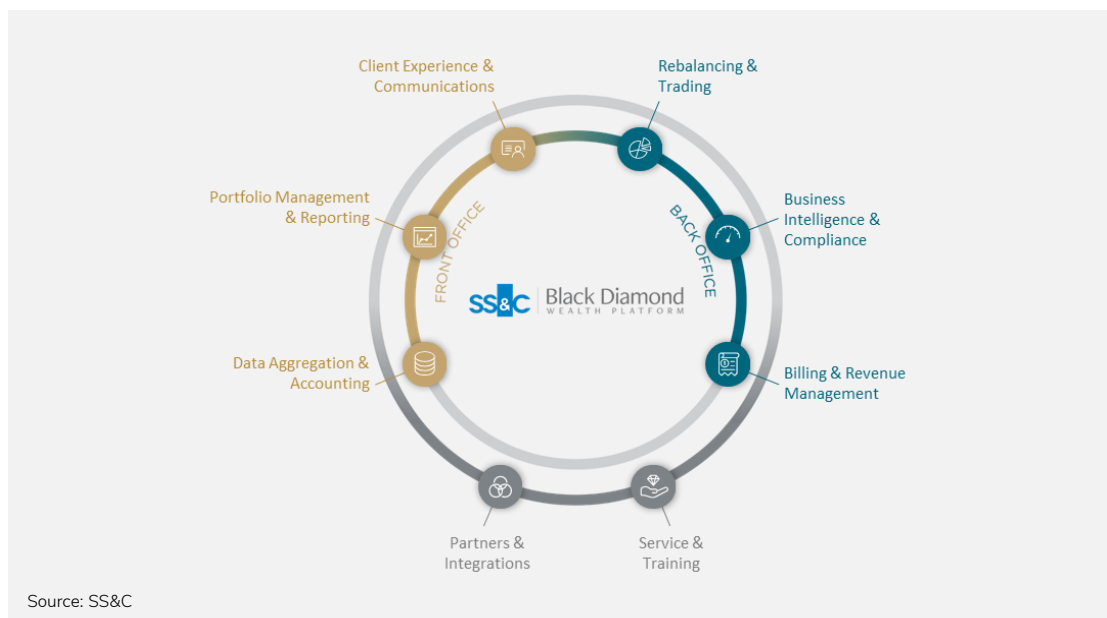 Client Experience &
Communications
Rebalancing &
Trading
Portfolio Management
& Reporting
Business
Intelligence &
Compliance
FRONT OFFICE
BACK OFFICE
SS&C
Black Diamond
WEALTH PLATFORM
Data Aggregation &
Accounting
Billing & Revenue
Management
Partners &
Integrations
Service &
Training
Source: SS&C